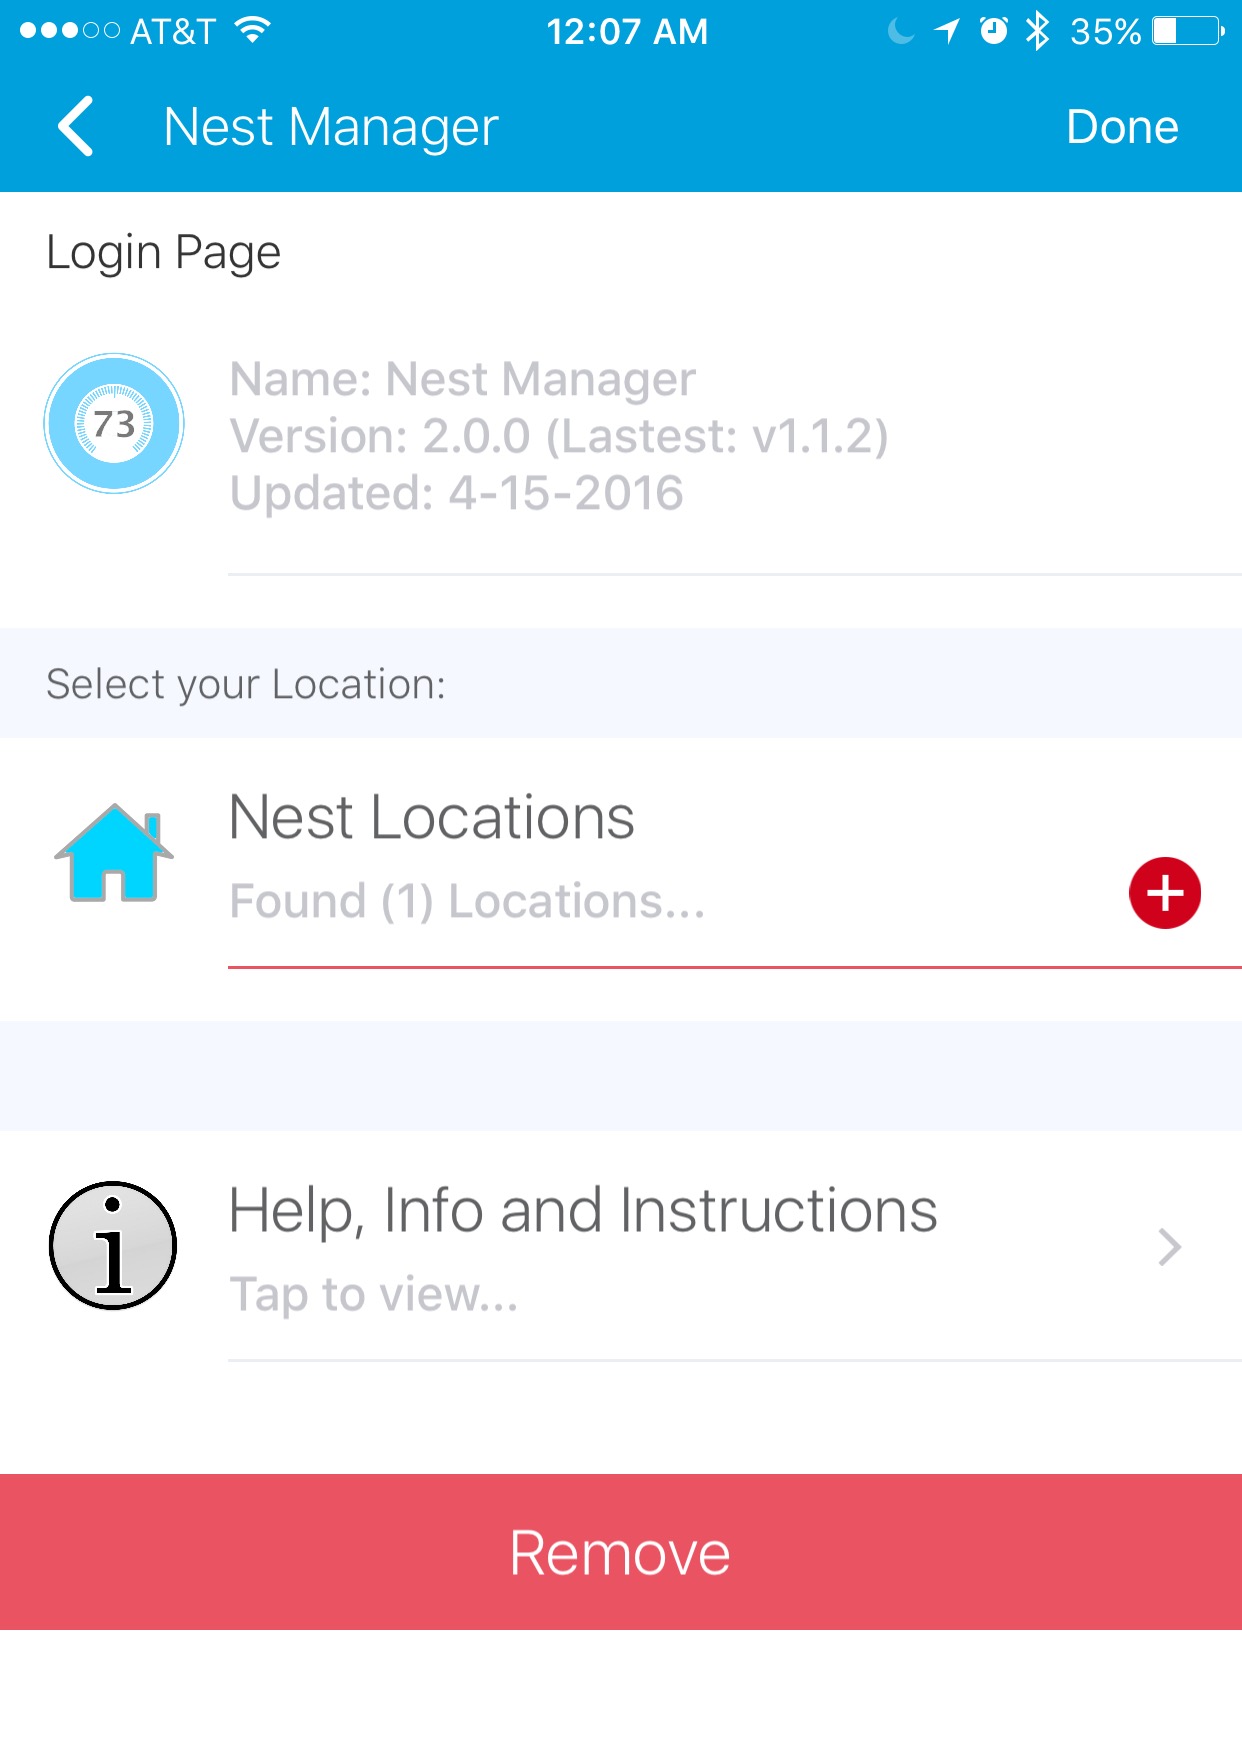 AT&T 12:07 AM 35%
Nest Manager Done
Login Page
73
Name: Nest Manager
Version: 2.0.0 (Lastest: v1.1.2)
Updated: 4-15-2016
Select your Location:
Nest Locations
Found (1) Locations...
Help, Info and Instructions
Tap to view...
Remove